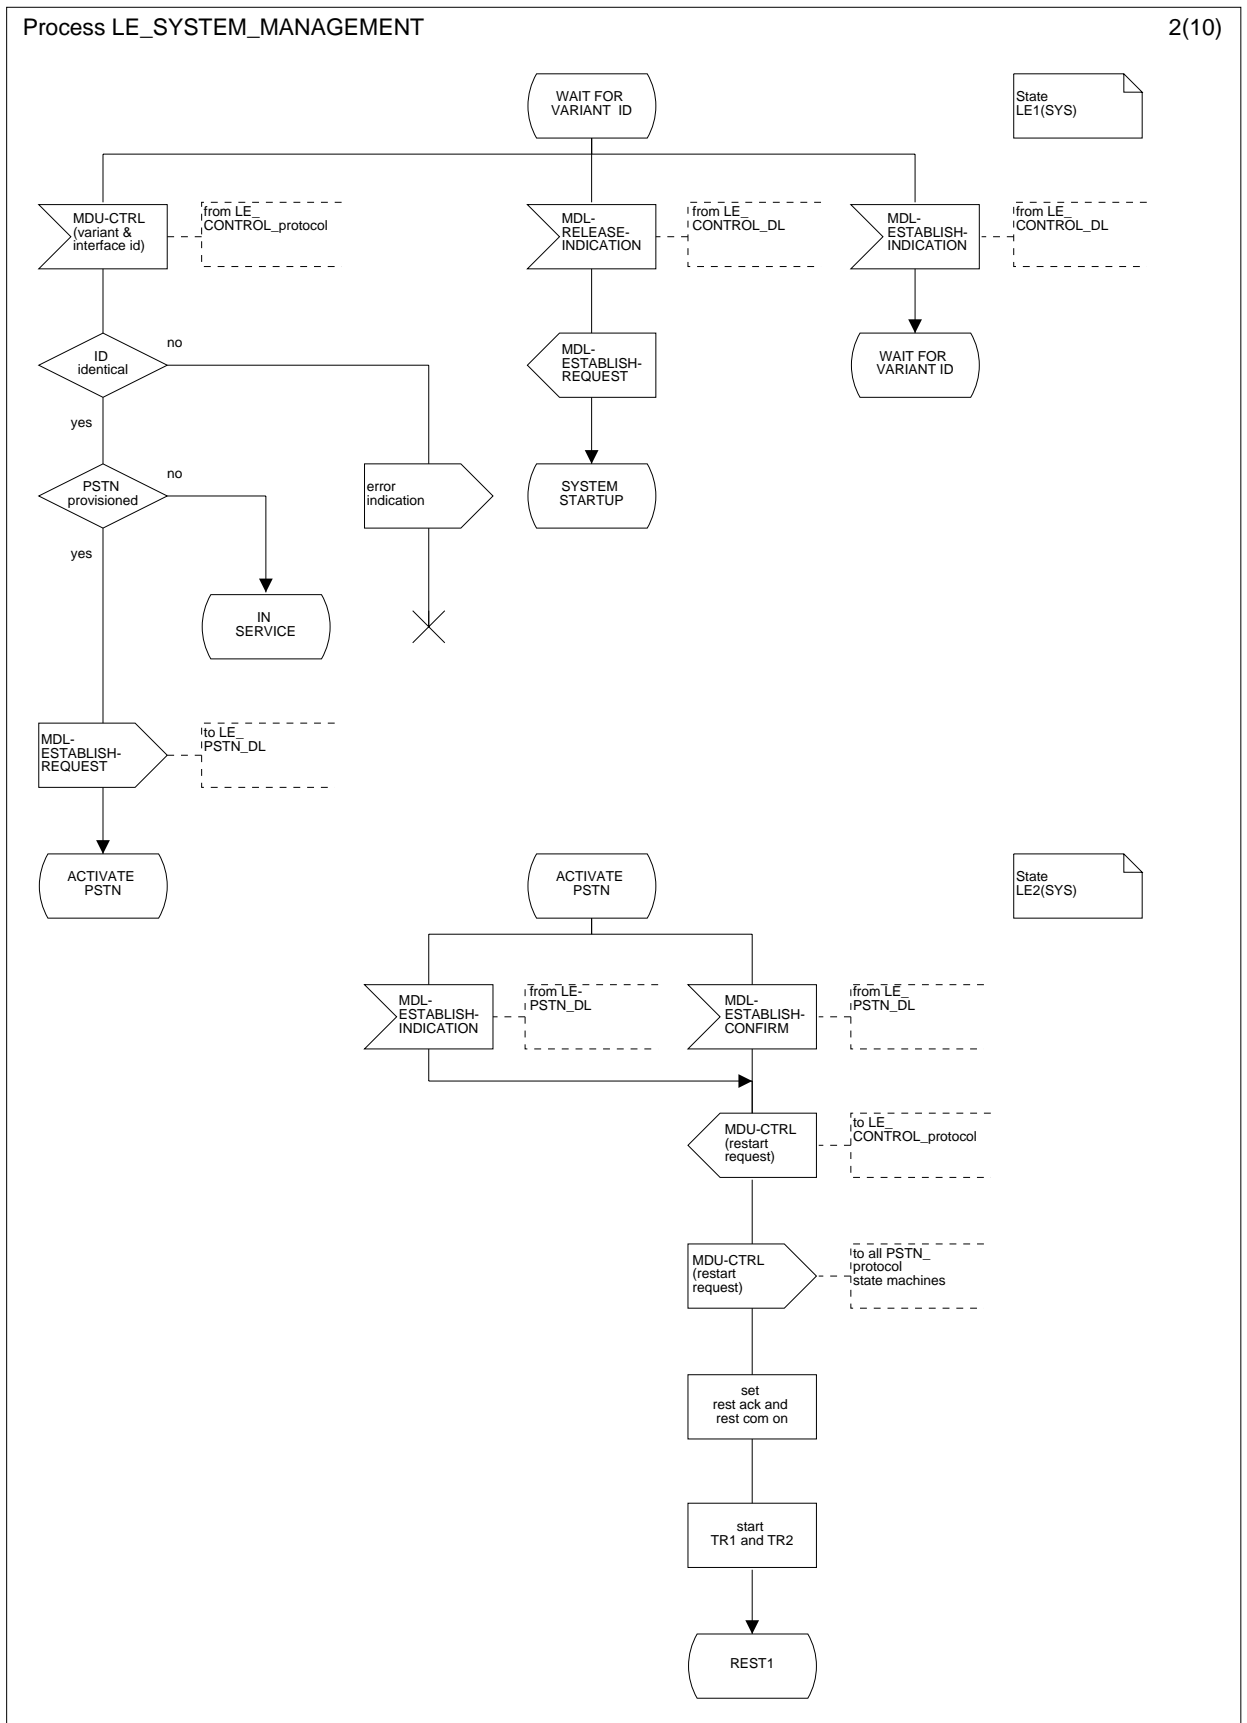 Process LE_SYSTEM_MANAGEMENT
2(10)
WAIT FOR
VARIANT ID
State
LE1(SYS)
MDU-CTRL
(variant &
interface id)
from LE_
CONTROL_protocol
MDL-
RELEASE-
INDICATION
from LE_
CONTROL_DL
MDL-
ESTABLISH-
INDICATION
from LE_
CONTROL_DL
ID
identical
no
yes
MDL-
ESTABLISH-
REQUEST
WAIT FOR
VARIANT ID
PSTN
provisioned
no
yes
error
indication
SYSTEM
STARTUP
IN
SERVICE
MDL-
ESTABLISH-
REQUEST
to LE_
PSTN_DL
ACTIVATE
PSTN
ACTIVATE
PSTN
State
LE2(SYS)
MDL-
ESTABLISH-
INDICATION
from LE-
PSTN_DL
MDL-
ESTABLISH-
CONFIRM
from LE_
PSTN_DL
MDU-CTRL
(restart
request)
to LE_
CONTROL_protocol
MDU-CTRL
(restart
request)
to all PSTN_
protocol
state machines
set
rest ack and
rest com on
start
TR1 and TR2
REST1